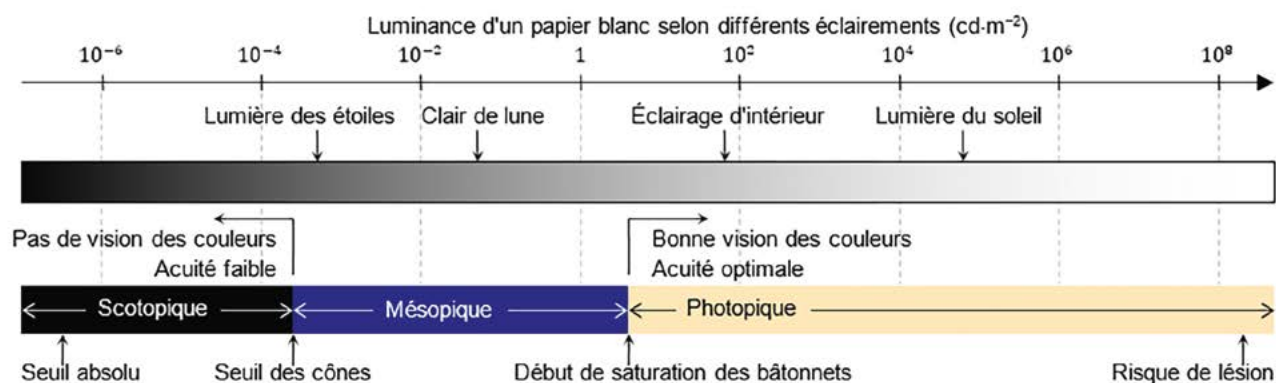 Luminance d'un papier blanc selon différents éclairements (cd·m⁻²)
10⁻⁶ 10⁻⁴ 10⁻² 1 10² 10⁴ 10⁶ 10⁸
Lumière des étoiles Clair de lune Éclairage d'intérieur Lumière du soleil
Pas de vision des couleurs Bonne vision des couleurs
Acuité faible Acuité optimale
Scotopique Mésopique Photopique
Seuil absolu Seuil des cônes Début de saturation des bâtonnets Risque de lésion